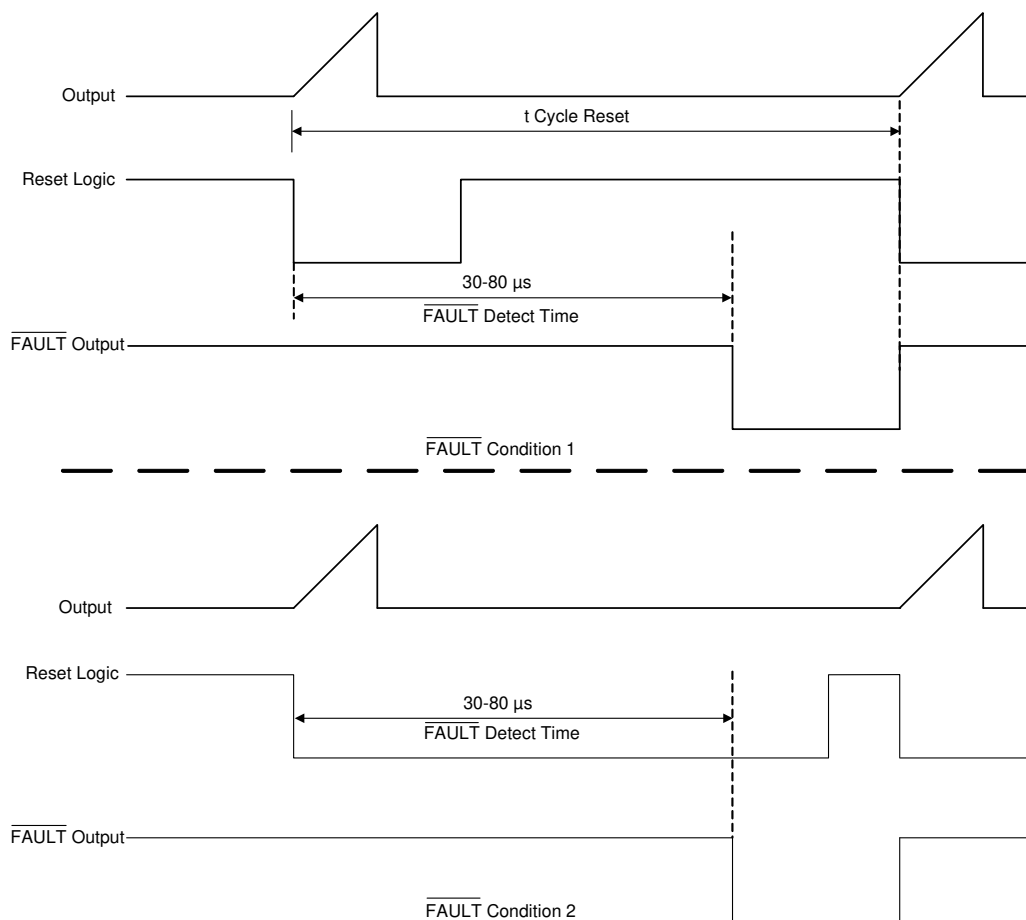 Output
t Cycle Reset
Reset Logic
30-80 µs
FAULT Detect Time
FAULT Output
FAULT Condition 1
Output
Reset Logic
30-80 µs
FAULT Detect Time
FAULT Output
FAULT Condition 2